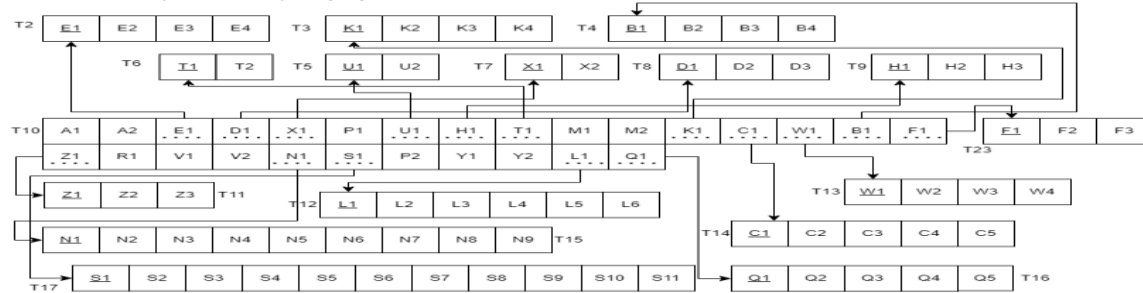 T2 E1 E2 E3 E4 T3 K1 K2 K3 K4 T4 B1 B2 B3 B4
T6 T1 T2 T5 U1 U2 T7 X1 X2 T8 D1 D2 D3 T9 H1 H2 H3
T10 A1 A2 E1 D1 X1 P1 U1 H1 T1 M1 M2 K1 C1 W1 B1 F1 F1 F2 F3
T23
Z1 R1 V1 V2 N1 S1 P2 Y1 Y2 L1 Q1
Z1 Z2 Z3 T11 T12 L1 L2 L3 L4 L5 L6 T13 W1 W2 W3 W4
N1 N2 N3 N4 N5 N6 N7 N8 N9 T15 T14 C1 C2 C3 C4 C5
T17 S1 S2 S3 S4 S5 S6 S7 S8 S9 S10 S11 Q1 Q2 Q3 Q4 Q5 T16